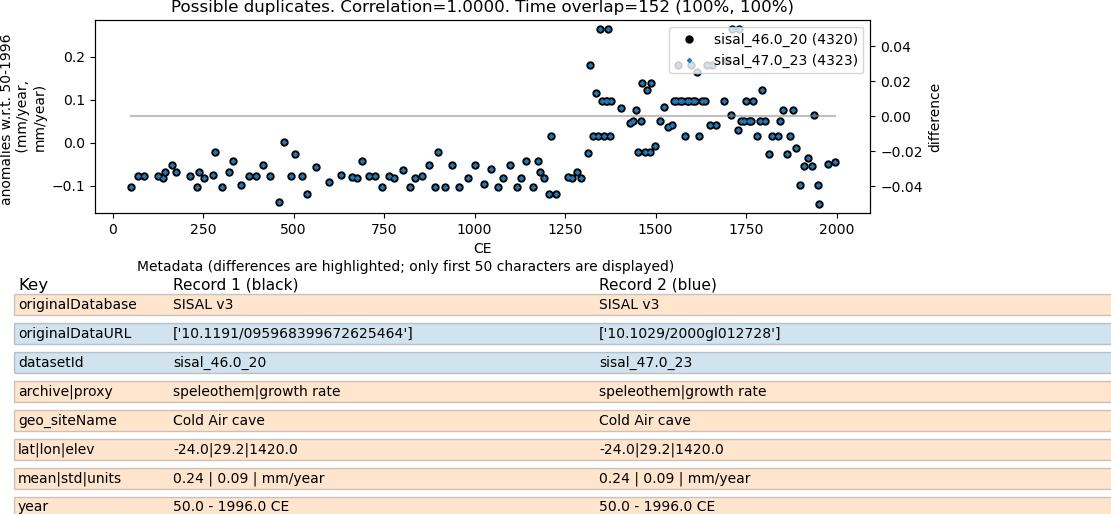 Possible duplicates. Correlation=1.0000. Time overlap=152 (100%, 100%)
anomalies w.r.t. 50-1996
(mm/year,
mm/year)
0.2
0.1
0.0
−0.1
sisal_46.0_20 (4320)
sisal_47.0_23 (4323)
0.04
0.02
0.00
−0.02
−0.04
difference
0 250 500 750 1000 1250 1500 1750 2000
CE
Metadata (differences are highlighted; only first 50 characters are displayed)
Key Record 1 (black) Record 2 (blue)
originalDatabase SISAL v3 SISAL v3
originalDataURL ['10.1191/095968399672625464'] ['10.1029/2000gl012728']
datasetId sisal_46.0_20 sisal_47.0_23
archive|proxy speleothem|growth rate speleothem|growth rate
geo_siteName Cold Air cave Cold Air cave
lat|lon|elev -24.0|29.2|1420.0 -24.0|29.2|1420.0
mean|std|units 0.24 | 0.09 | mm/year 0.24 | 0.09 | mm/year
year 50.0 - 1996.0 CE 50.0 - 1996.0 CE